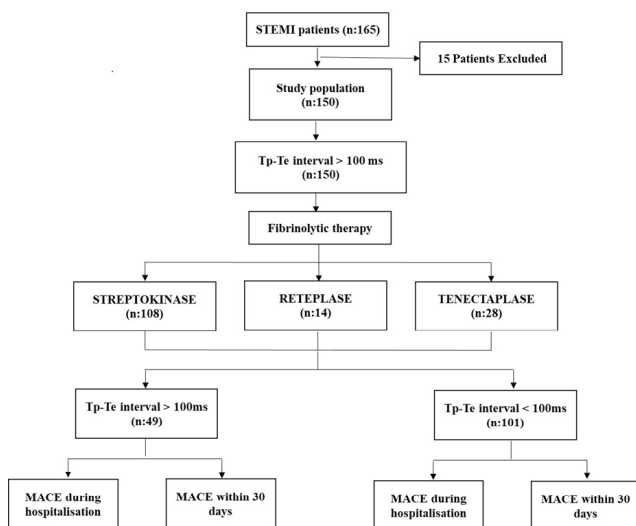 STEMI patients (n:165)
15 Patients Excluded
Study population
(n:150)
Tp-Te interval > 100 ms
(n:150)
Fibrinolytic therapy
STREPTOKINASE
(n:108)
RETEPLASE
(n:14)
TENECTAPLASE
(n:28)
Tp-Te interval > 100ms
(n:49)
Tp-Te interval < 100ms)
(n:101)
MACE during
hospitalisation
MACE within 30
days
MACE during
hospitalisation
MACE within 30
days